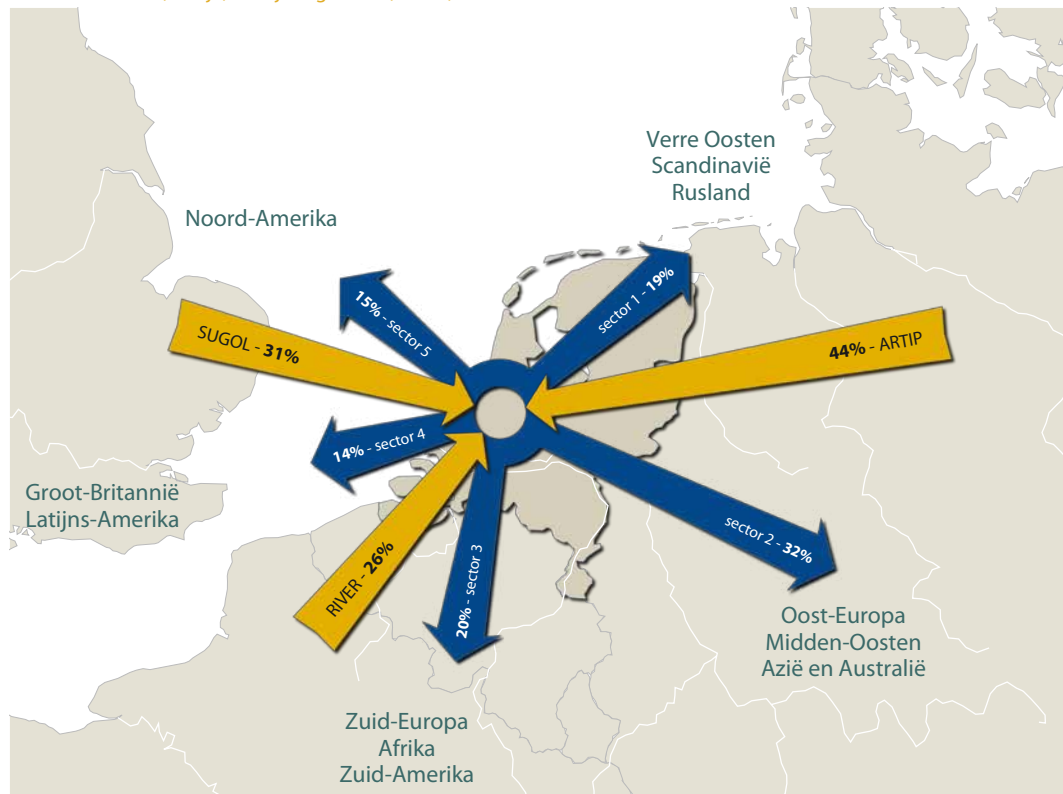 Verre Oosten
Scandinavië
Rusland
Noord-Amerika
15% - sector 5
sector 1 - 19%
SUGOL - 31%
44% - ARTIP
14% - sector 4
Groot-Britannië
Latijns-Amerika
RIVER - 26%
20% - sector 3
sector 2 - 32%
Oost-Europa
Midden-Oosten
Azië en Australië
Zuid-Europa
Afrika
Zuid-Amerika